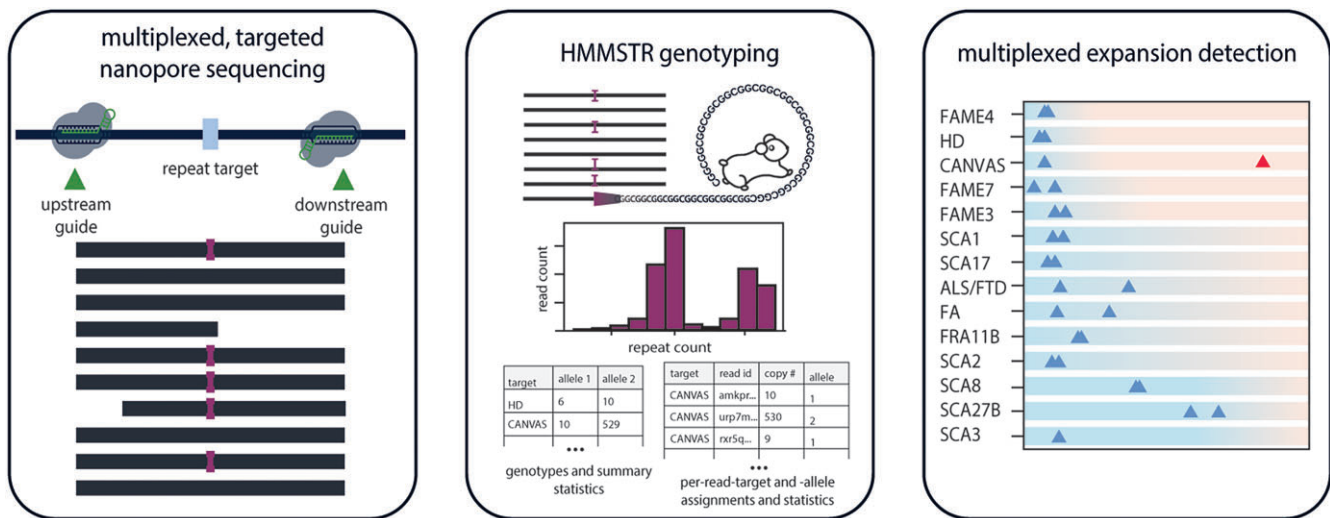 multiplexed, targeted
nanopore sequencing
repeat target
upstream
guide
downstream
guide
HMMSTR genotyping
read count
repeat count
target allele 1 allele 2
HD 6 10
CANVAS 10 529
•••
genotypes and summary
statistics
target read id copy # allele
CANVAS amkpr... 10 1
CANVAS urp7m... 530 2
CANVAS rxr5q... 9 1
•••
per-read-target and -allele
assignments and statistics
multiplexed expansion detection
FAME4
HD
CANVAS
FAME7
FAME3
SCA1
SCA17
ALS/FTD
FA
FRA11B
SCA2
SCA8
SCA27B
SCA3